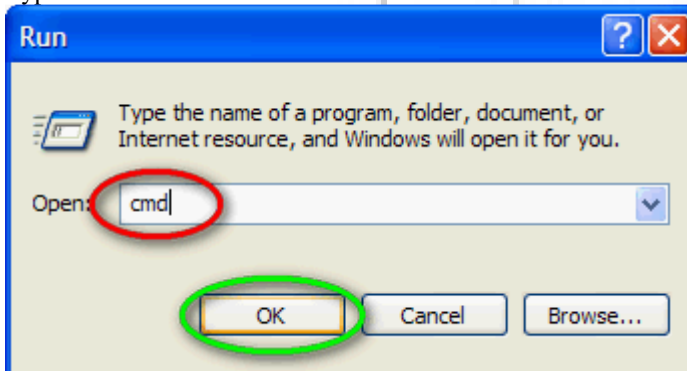 Run
Type the name of a program, folder, document, or
Internet resource, and Windows will open it for you.
Open:
cmd
OK
Cancel
Browse...